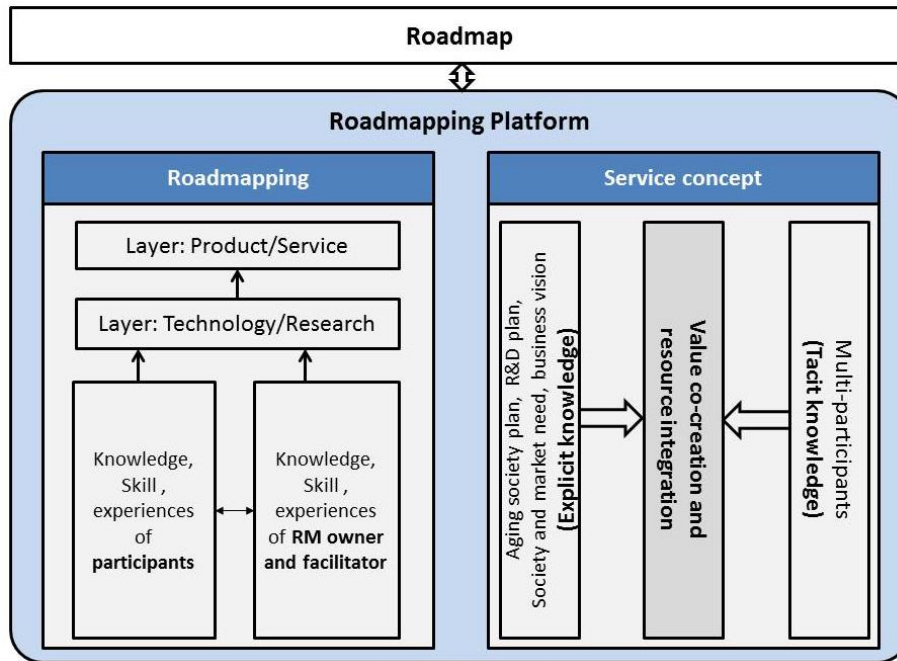 Roadmap
Roadmapping Platform
Roadmapping
Layer: Product/Service
Layer: Technology/Research
Knowledge,
Skill ,
experiences
of
participants
Knowledge,
Skill ,
experiences
of RM owner
and facilitator
Service concept
Aging society plan, R&D plan,
Society and market need, business vision
(Explicit knowledge)
Value co-creation and
resource integration
Multi-participants
(Tacit knowledge)